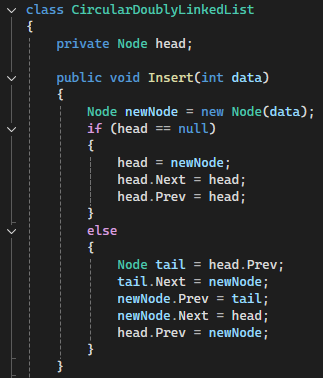 class CircularDoublyLinkedList
{
    private Node head;

    public void Insert(int data)
    {
        Node newNode = new Node(data);
        if (head == null)
        {
            head = newNode;
            head.Next = head;
            head.Prev = head;
        }
        else
        {
            Node tail = head.Prev;
            tail.Next = newNode;
            newNode.Prev = tail;
            newNode.Next = head;
            head.Prev = newNode;
        }
    }